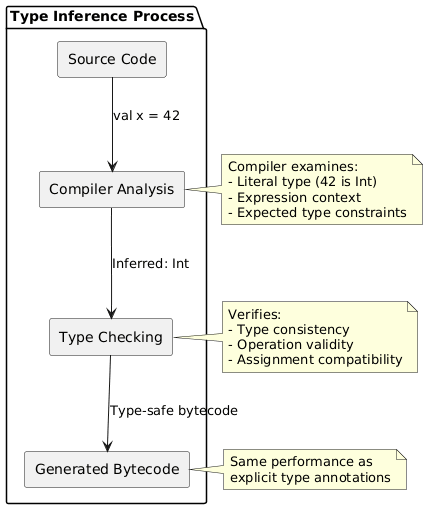 Type Inference Process
Source Code
val x = 42
Compiler Analysis
Compiler examines:
- Literal type (42 is Int)
- Expression context
- Expected type constraints
Inferred: Int
Type Checking
Verifies:
- Type consistency
- Operation validity
- Assignment compatibility
Type-safe bytecode
Generated Bytecode
Same performance as
explicit type annotations